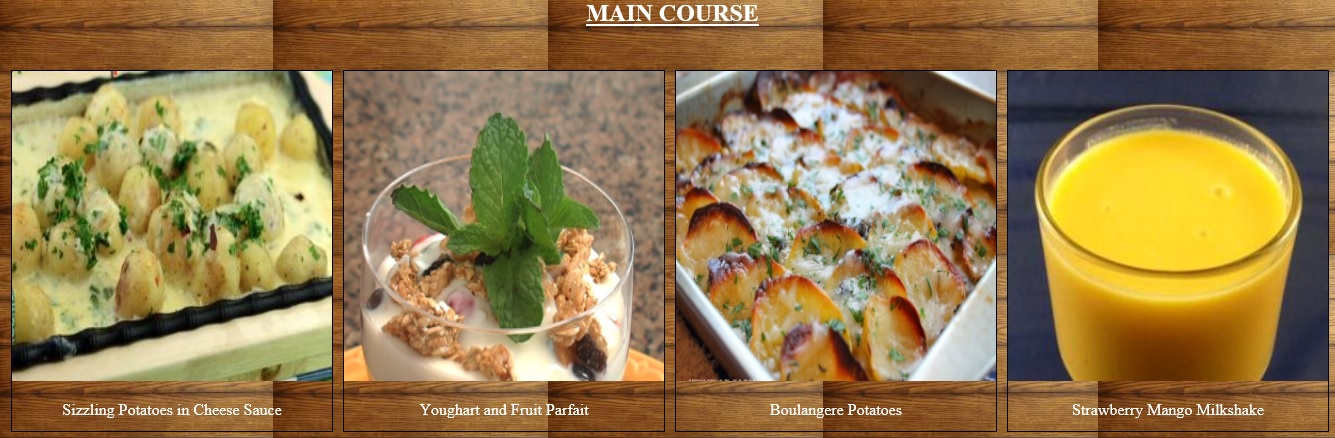 MAIN COURSE
Sizzling Potatoes in Cheese Sauce
Youghart and Fruit Parfait
Boulangere Potatoes
Strawberry Mango Milkshake